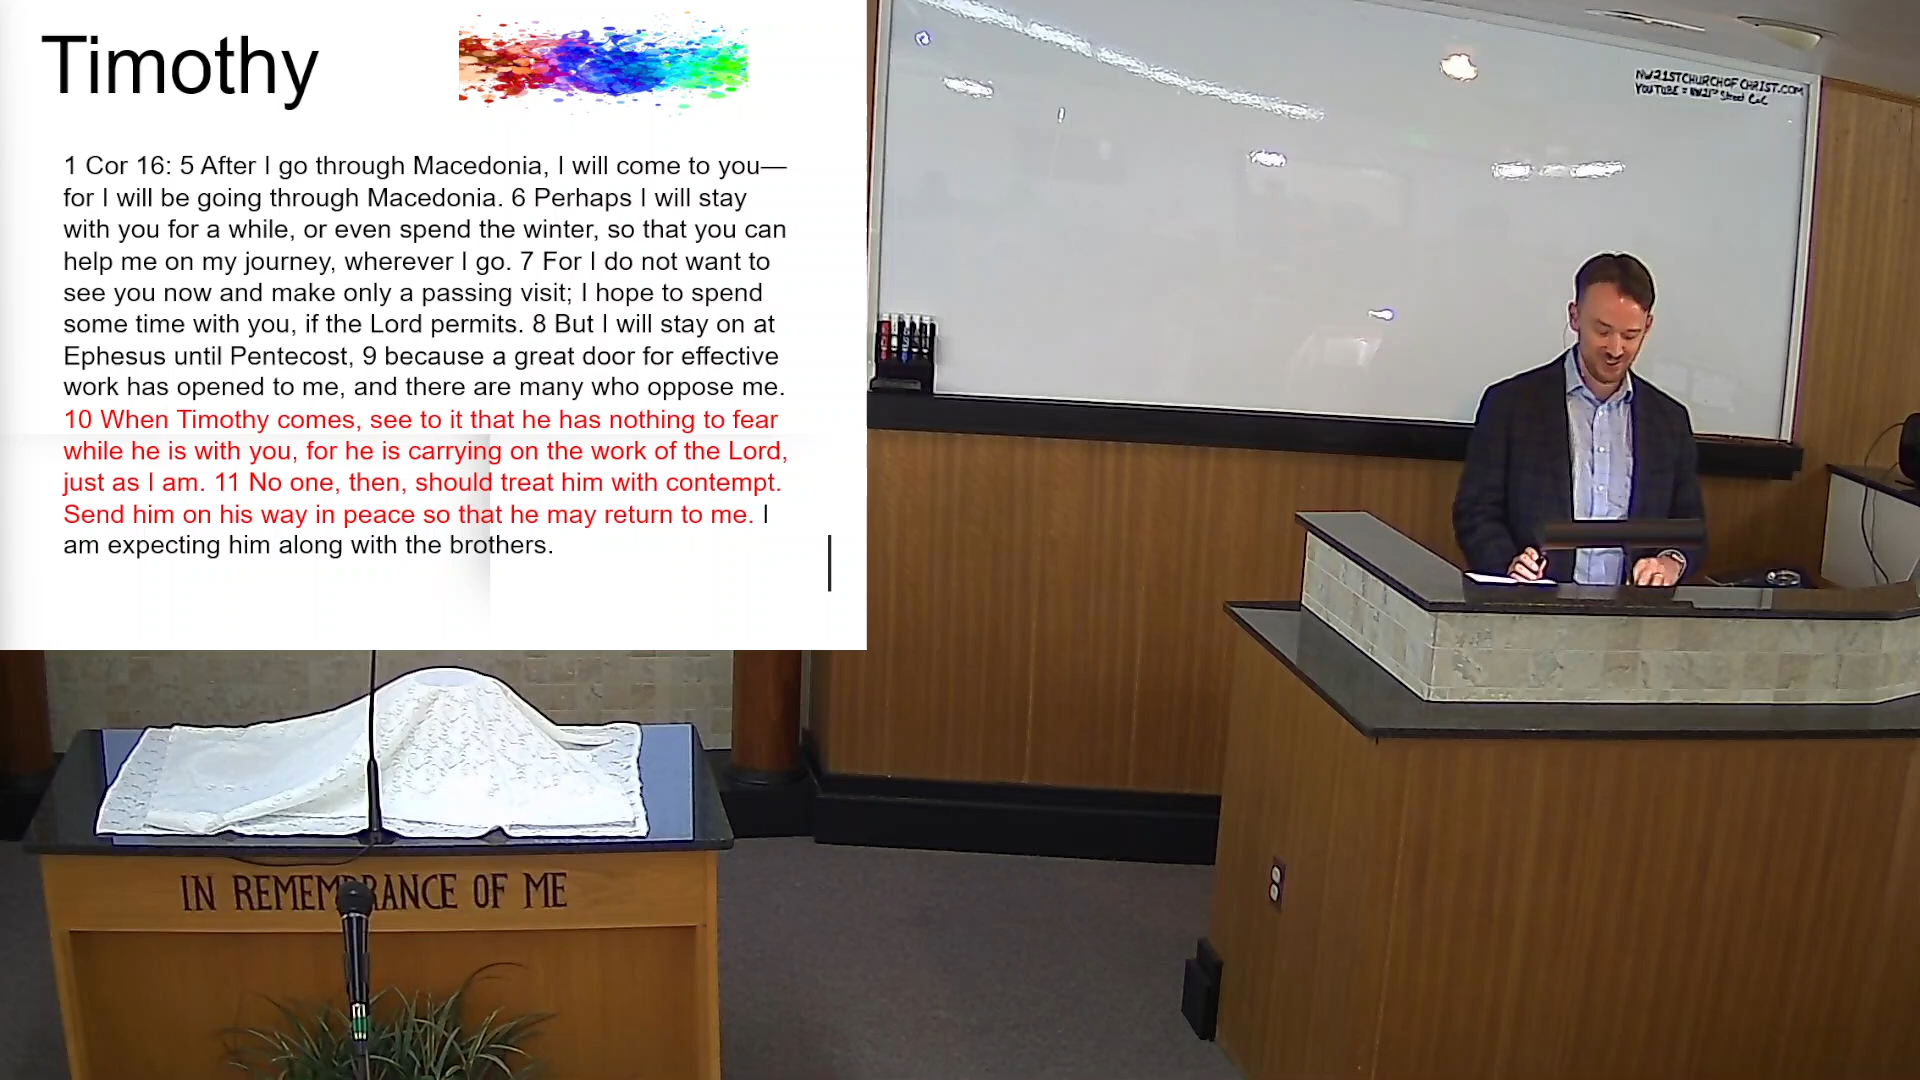 Timothy
1 Cor 16: 5 After I go through Macedonia, I will come to you—
for I will be going through Macedonia. 6 Perhaps I will stay
with you for a while, or even spend the winter, so that you can
help me on my journey, wherever I go. 7 For I do not want to
see you now and make only a passing visit; I hope to spend
some time with you, if the Lord permits. 8 But I will stay on at
Ephesus until Pentecost, 9 because a great door for effective
work has opened to me, and there are many who oppose me.
10 When Timothy comes, see to it that he has nothing to fear
while he is with you, for he is carrying on the work of the Lord,
just as I am. 11 No one, then, should treat him with contempt.
Send him on his way in peace so that he may return to me. I
am expecting him along with the brothers.
NW21STCHURCHOFCHRIST.COM
YOUTUBE = NW21ST Street CoC
IN REMEMBRANCE OF ME